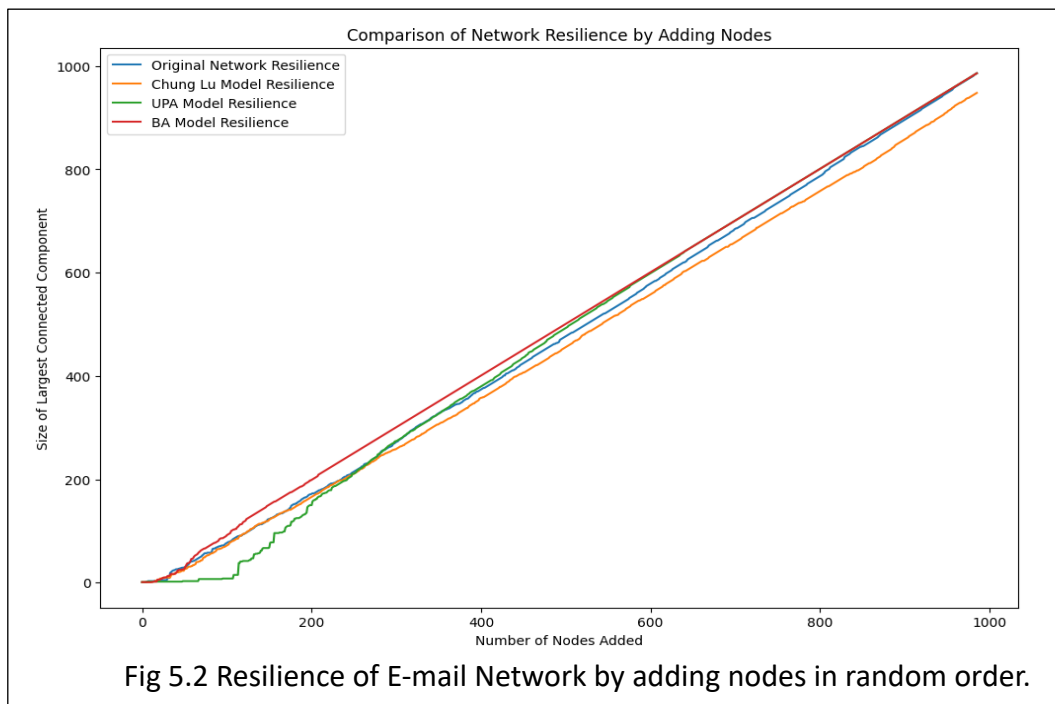 Comparison of Network Resilience by Adding Nodes
Original Network Resilience
Chung Lu Model Resilience
UPA Model Resilience
BA Model Resilience
1000
800
600
400
200
0
Size of Largest Connected Component
0 200 400 600 800 1000
Number of Nodes Added
Fig 5.2 Resilience of E-mail Network by adding nodes in random order.